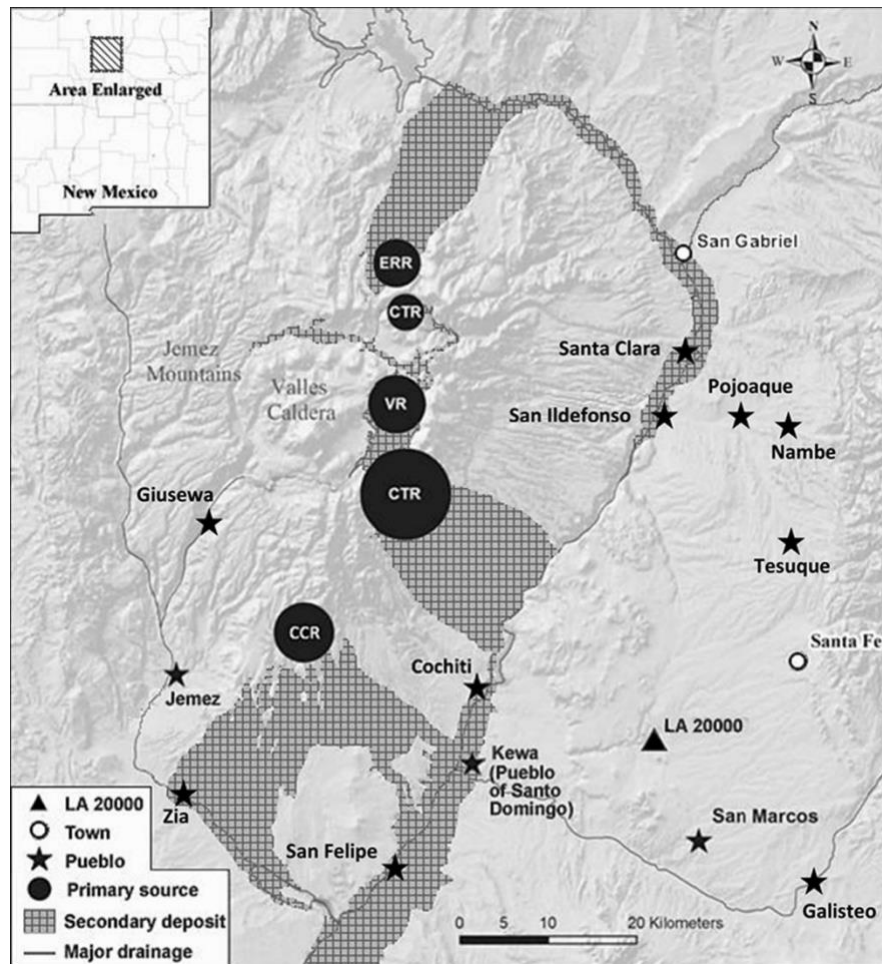 Area Enlarged
New Mexico
N
W
E
S
San Gabriel
ERR
CTR
Jemez
Mountains
Valles
Caldera
Santa Clara
VR
San Ildefonso
Pojoaque
Nambe
CTR
Giusewa
Tesuque
CCR
Santa Fe
Cochiti
Jemez
LA 20000
Kewa
(Pueblo
of Santo
Domingo)
Zia
San Marcos
San Felipe
Galisteo
LA 20000
Town
Pueblo
Primary source
Secondary deposit
Major drainage
0 5 10 20 Kilometers